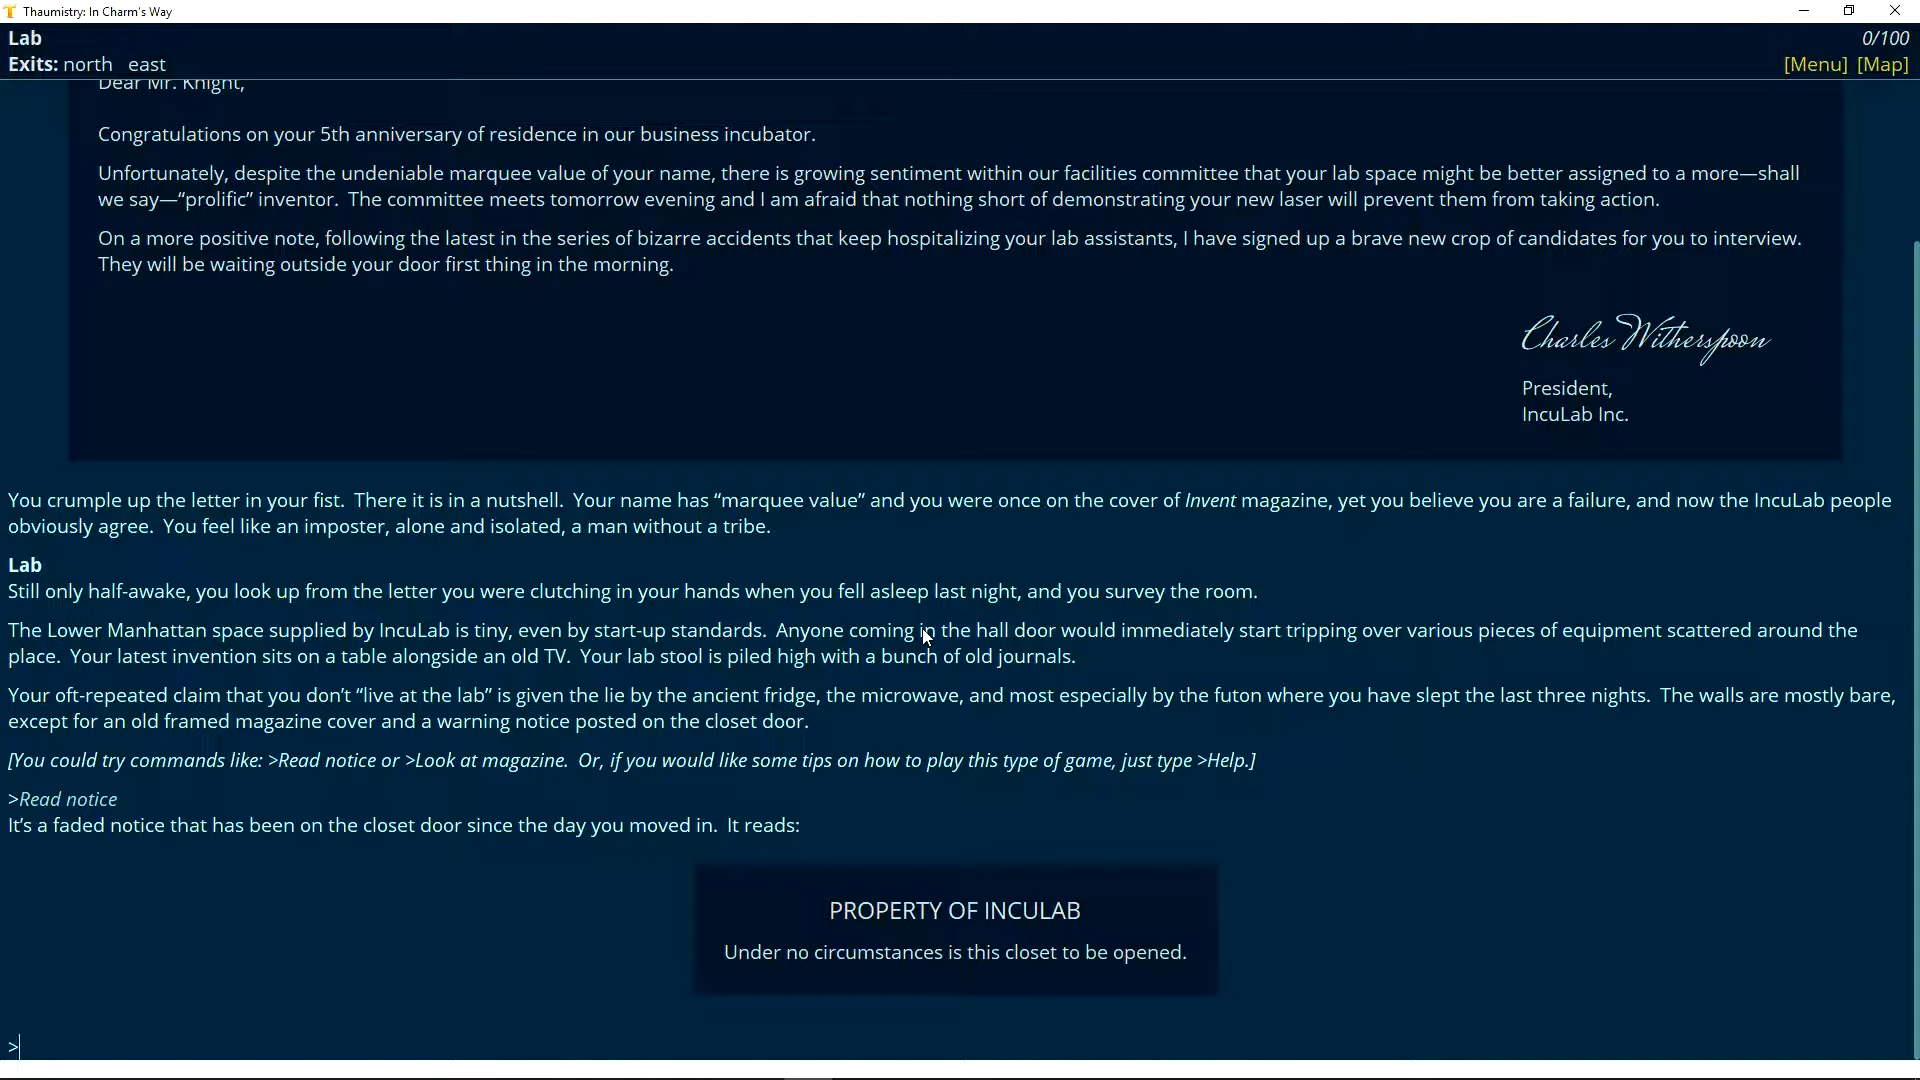 Thaumistry: In Charm's Way
Lab
0/100
Exits: north east
[Menu] [Map]
Dear Mr. Knight,
Congratulations on your 5th anniversary of residence in our business incubator.
Unfortunately, despite the undeniable marquee value of your name, there is growing sentiment within our facilities committee that your lab space might be better assigned to a more—shall
we say—“prolific” inventor. The committee meets tomorrow evening and I am afraid that nothing short of demonstrating your new laser will prevent them from taking action.
On a more positive note, following the latest in the series of bizarre accidents that keep hospitalizing your lab assistants, I have signed up a brave new crop of candidates for you to interview.
They will be waiting outside your door first thing in the morning.
Charles Witherspoon
President,
IncuLab Inc.
You crumple up the letter in your fist. There it is in a nutshell. Your name has “marquee value” and you were once on the cover of Invent magazine, yet you believe you are a failure, and now the IncuLab people
obviously agree. You feel like an imposter, alone and isolated, a man without a tribe.
Lab
Still only half-awake, you look up from the letter you were clutching in your hands when you fell asleep last night, and you survey the room.
The Lower Manhattan space supplied by IncuLab is tiny, even by start-up standards. Anyone coming in the hall door would immediately start tripping over various pieces of equipment scattered around the
place. Your latest invention sits on a table alongside an old TV. Your lab stool is piled high with a bunch of old journals.
Your oft-repeated claim that you don’t “live at the lab” is given the lie by the ancient fridge, the microwave, and most especially by the futon where you have slept the last three nights. The walls are mostly bare,
except for an old framed magazine cover and a warning notice posted on the closet door.
[You could try commands like: >Read notice or >Look at magazine. Or, if you would like some tips on how to play this type of game, just type >Help.]
>Read notice
It’s a faded notice that has been on the closet door since the day you moved in. It reads:
PROPERTY OF INCULAB
Under no circumstances is this closet to be opened.
>